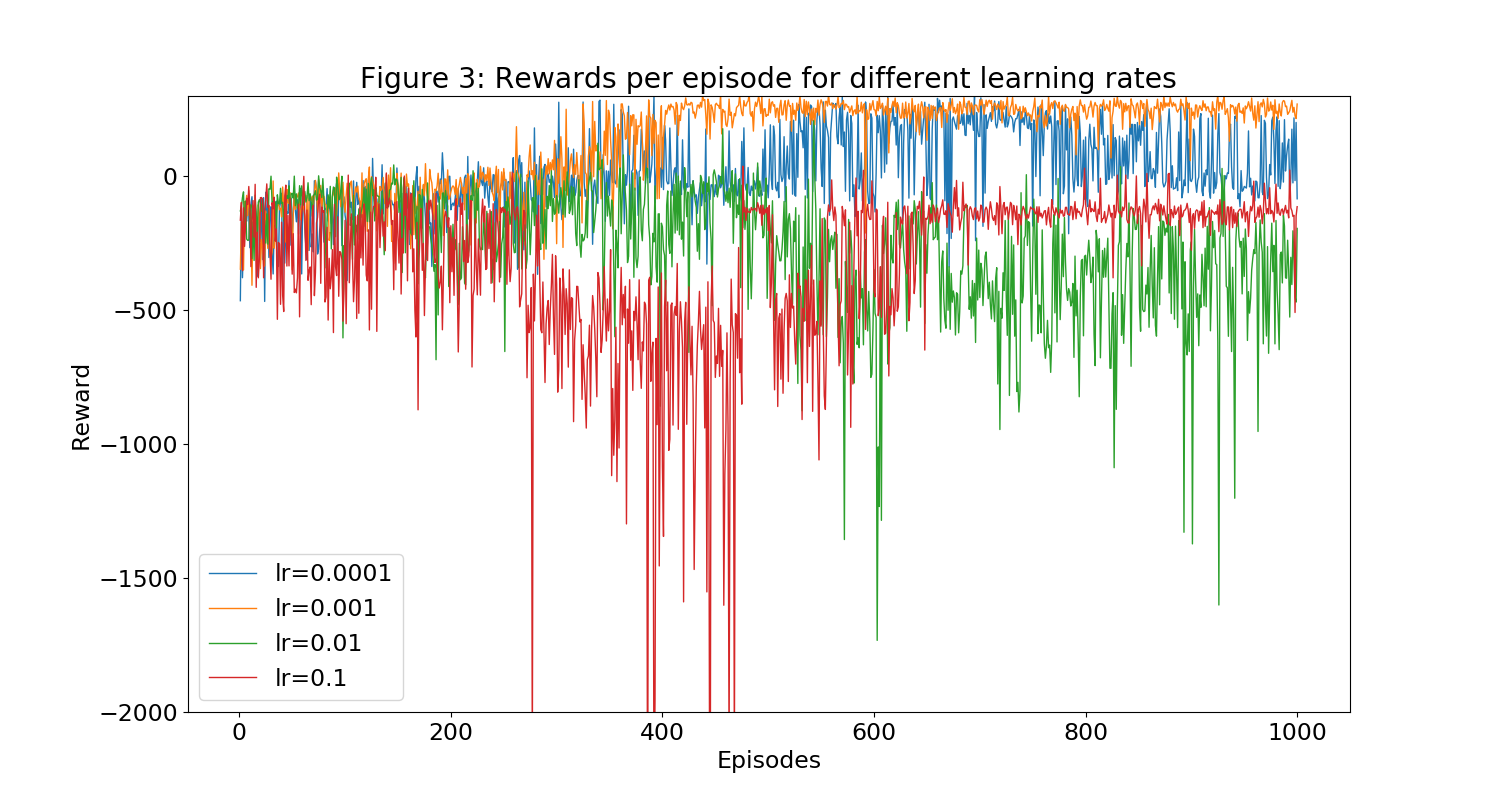 Figure 3: Rewards per episode for different learning rates
Reward
0
−500
−1000
−1500
−2000
lr=0.0001
lr=0.001
lr=0.01
lr=0.1
0 200 400 600 800 1000
Episodes